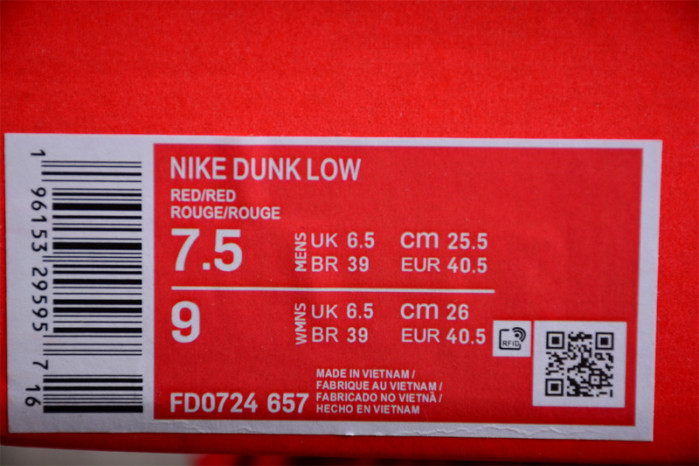 1 96153 29595 7 16
NIKE DUNK LOW
RED/RED
ROUGE/ROUGE
7.5 MENS UK 6.5 cm 25.5
BR 39 EUR 40.5
9 WMNS UK 6.5 cm 26
BR 39 EUR 40.5
RFID
MADE IN VIETNAM /
FABRIQUE AU VIETNAM /
FABRICADO NO VIETNÃ /
HECHO EN VIETNAM
FD0724 657